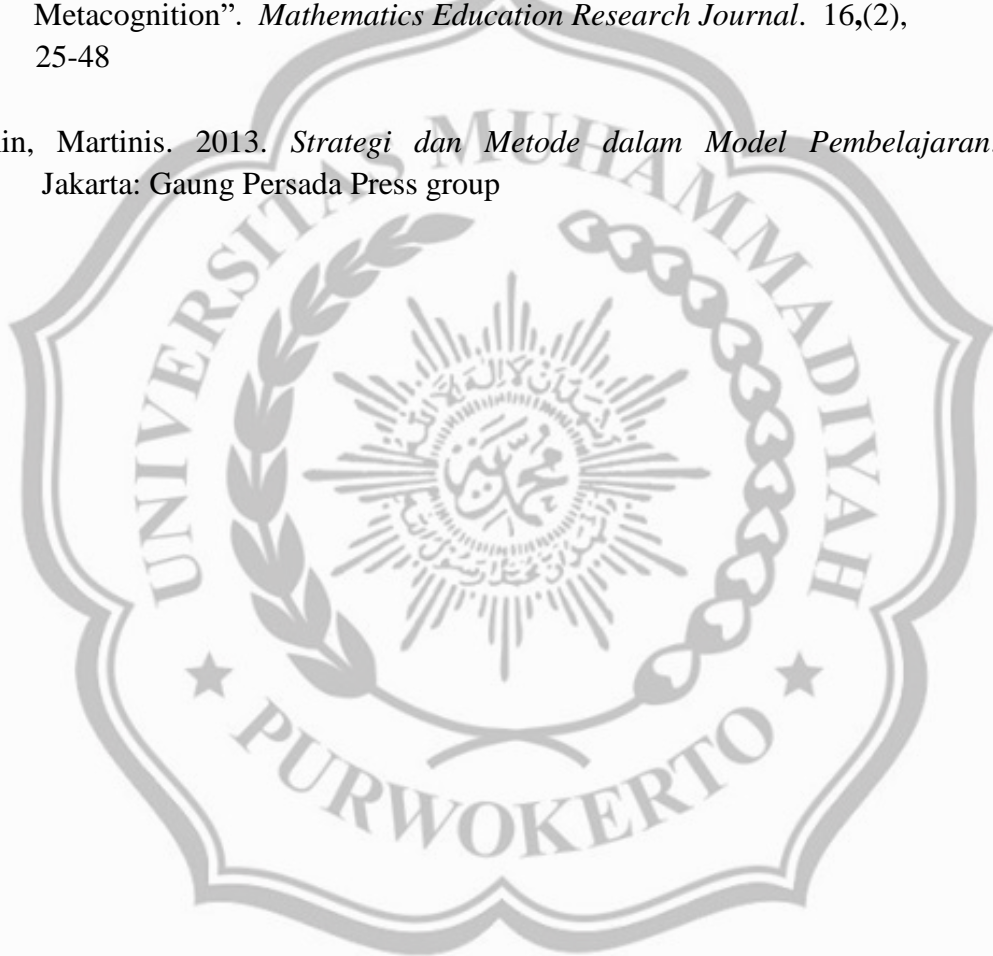 Metacognition”. Mathematics Education Research Journal. 16,(2),
25-48
in, Martinis. 2013. Strategi dan Metode dalam Model Pembelajaran.
Jakarta: Gaung Persada Press group
UNIVERSITAS MUHAMMADIYAH
محمدية
PURWOKERTO